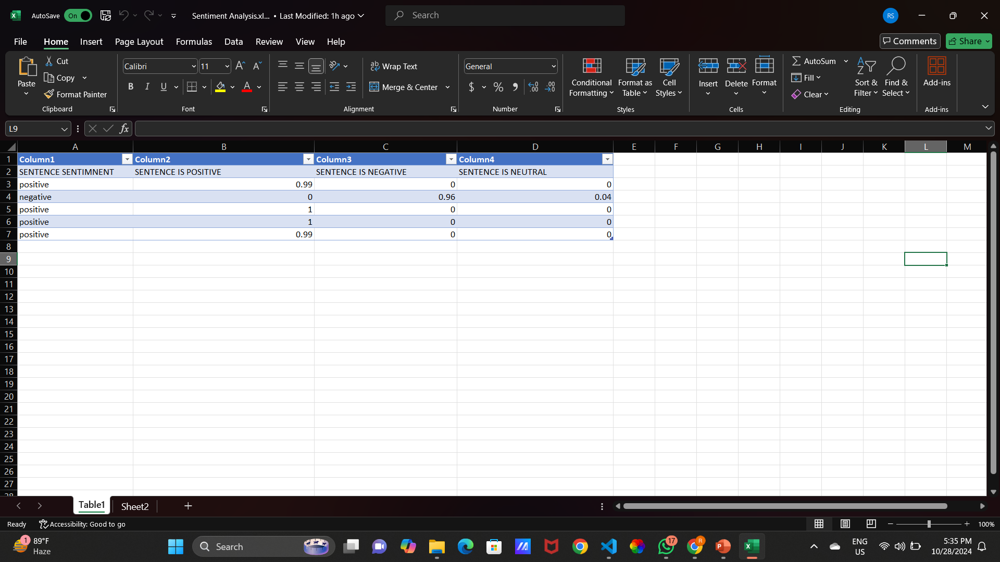 AutoSave On Sentiment Analysis.xl... • Last Modified: 1h ago Search RS
File Home Insert Page Layout Formulas Data Review View Help Comments Share
Paste Cut Copy Format Painter Clipboard
Calibri 11 B I U A Font
Wrap Text Merge & Center Alignment
General $ % Number
Conditional Formatting Format as Table Cell Styles Styles
Insert Delete Format Cells
AutoSum Fill Clear Sort & Filter Find & Select Editing
Add-ins Add-ins
L9 fx
A B C D E F G H I J K L M
1 Column1 Column2 Column3 Column4
2 SENTENCE SENTIMNENT SENTENCE IS POSITIVE SENTENCE IS NEGATIVE SENTENCE IS NEUTRAL
3 positive 0.99 0 0
4 negative 0 0.96 0.04
5 positive 1 0 0
6 positive 1 0 0
7 positive 0.99 0 0
8
9
10
11
12
13
14
15
16
17
18
19
20
21
22
23
24
25
26
27
28
Table1 Sheet2
Ready Accessibility: Good to go 100%
1 89°F Haze Search 17 R ENG US 5:35 PM 10/28/2024